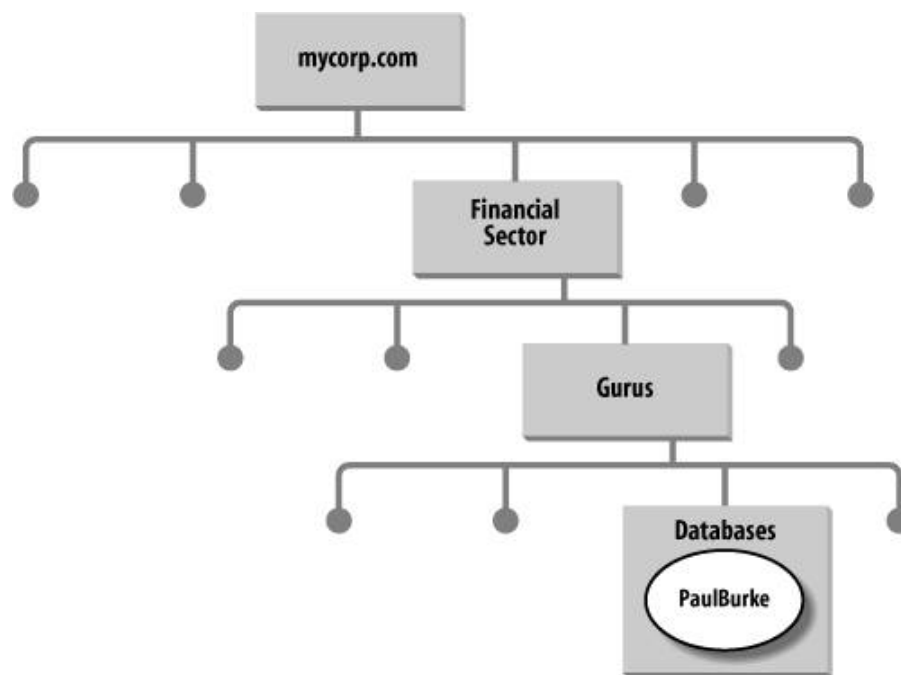 mycorp.com
Financial
Sector
Gurus
Databases
PaulBurke